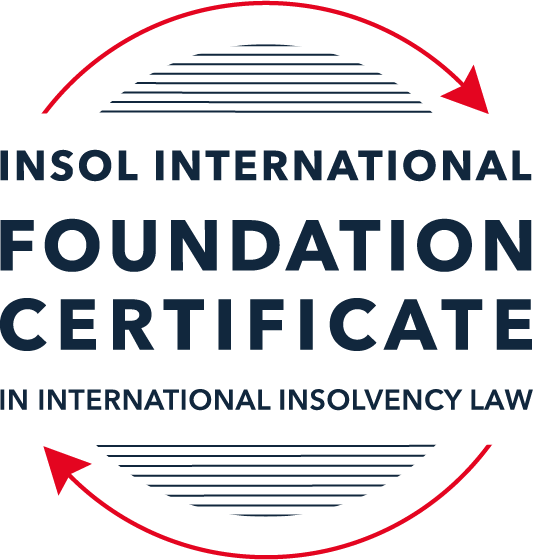 INSOL INTERNATIONAL
FOUNDATION
CERTIFICATE
IN INTERNATIONAL INSOLVENCY LAW